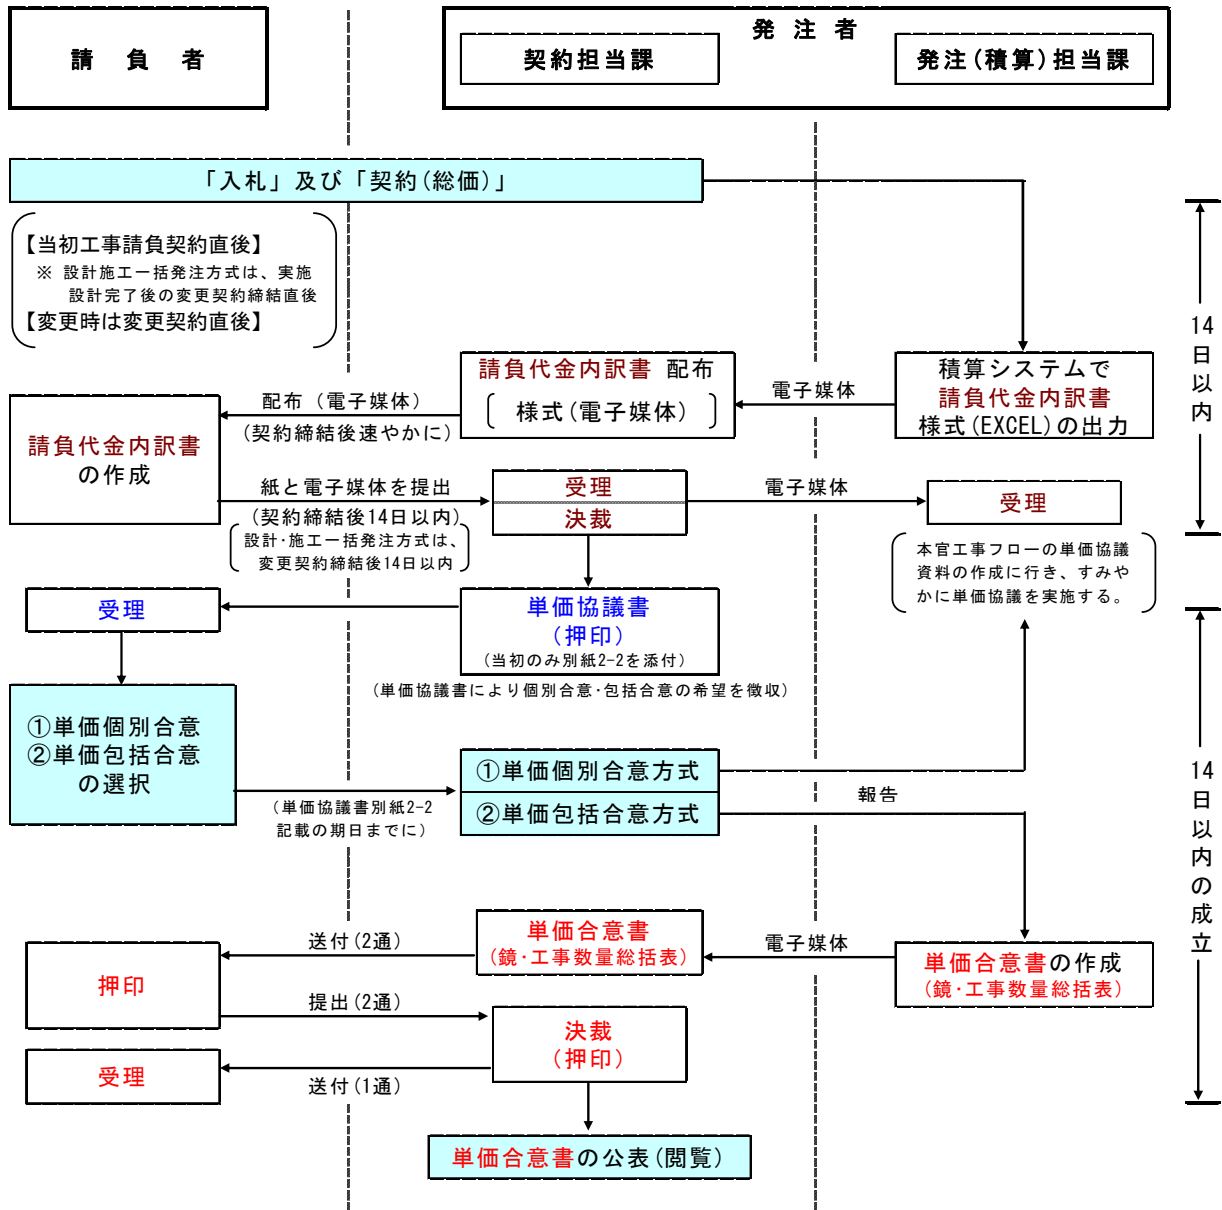 請負者
発注者
契約担当課
発注(積算)担当課
「入札」及び「契約(総価)」
【当初工事請負契約直後】
※ 設計施工一括発注方式は、実施
設計完了後の変更契約締結直後
【変更時は変更契約直後】
14日以内
請負代金内訳書 配布
様式(電子媒体)
電子媒体
積算システムで
請負代金内訳書
様式(EXCEL)の出力
配布(電子媒体)
(契約締結後速やかに)
請負代金内訳書
の作成
紙と電子媒体を提出
(契約締結後14日以内)
設計・施工一括発注方式は、
変更契約締結後14日以内
受理
決裁
電子媒体
受理
本官工事フローの単価協議
資料の作成に行き、すみや
かに単価協議を実施する。
受理
単価協議書
(押印)
(当初のみ別紙2-2を添付)
(単価協議書により個別合意・包括合意の希望を徴収)
①単価個別合意
②単価包括合意
の選択
(単価協議書別紙2-2
記載の期日までに)
①単価個別合意方式
②単価包括合意方式
報告
14日以内の成立
送付(2通)
単価合意書
(鏡・工事数量総括表)
電子媒体
単価合意書の作成
(鏡・工事数量総括表)
押印
提出(2通)
決裁
(押印)
受理
送付(1通)
単価合意書の公表(閲覧)